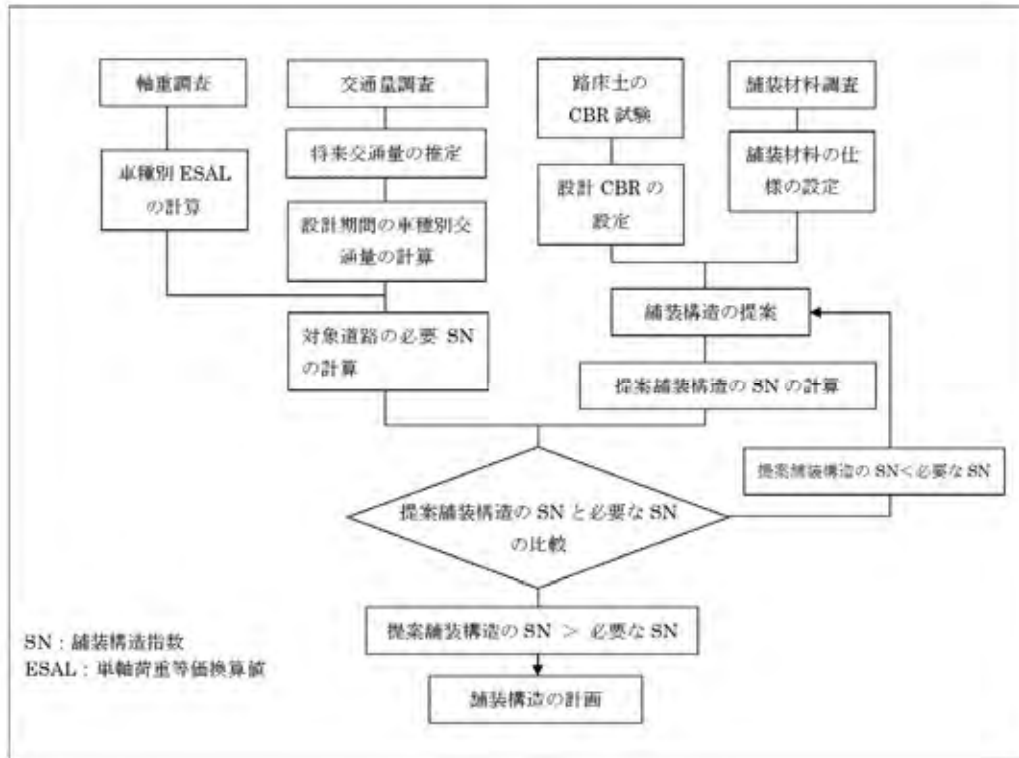 軸重調査
交通量調査
路床土の
CBR 試験
舗装材料調査
車種別 ESAL
の計算
将来交通量の推定
設計期間の車種別交
通量の計算
設計 CBR の
設定
舗装材料の仕
様の設定
舗装構造の提案
対象道路の必要 SN
の計算
提案舗装構造の SN の計算
提案舗装構造の SN<必要な SN
提案舗装構造の SN と必要な SN
の比較
提案舗装構造の SN > 必要な SN
SN:舗装構造指数
ESAL:単軸荷重等価換算値
舗装構造の計画